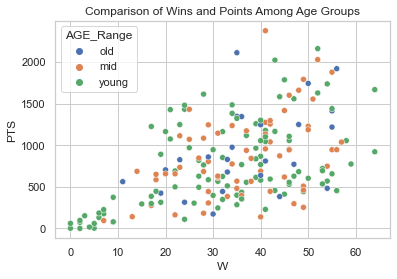 Comparison of Wins and Points Among Age Groups
AGE_Range
old
mid
young
PTS
2000
1500
1000
500
0
0 10 20 30 40 50 60
W